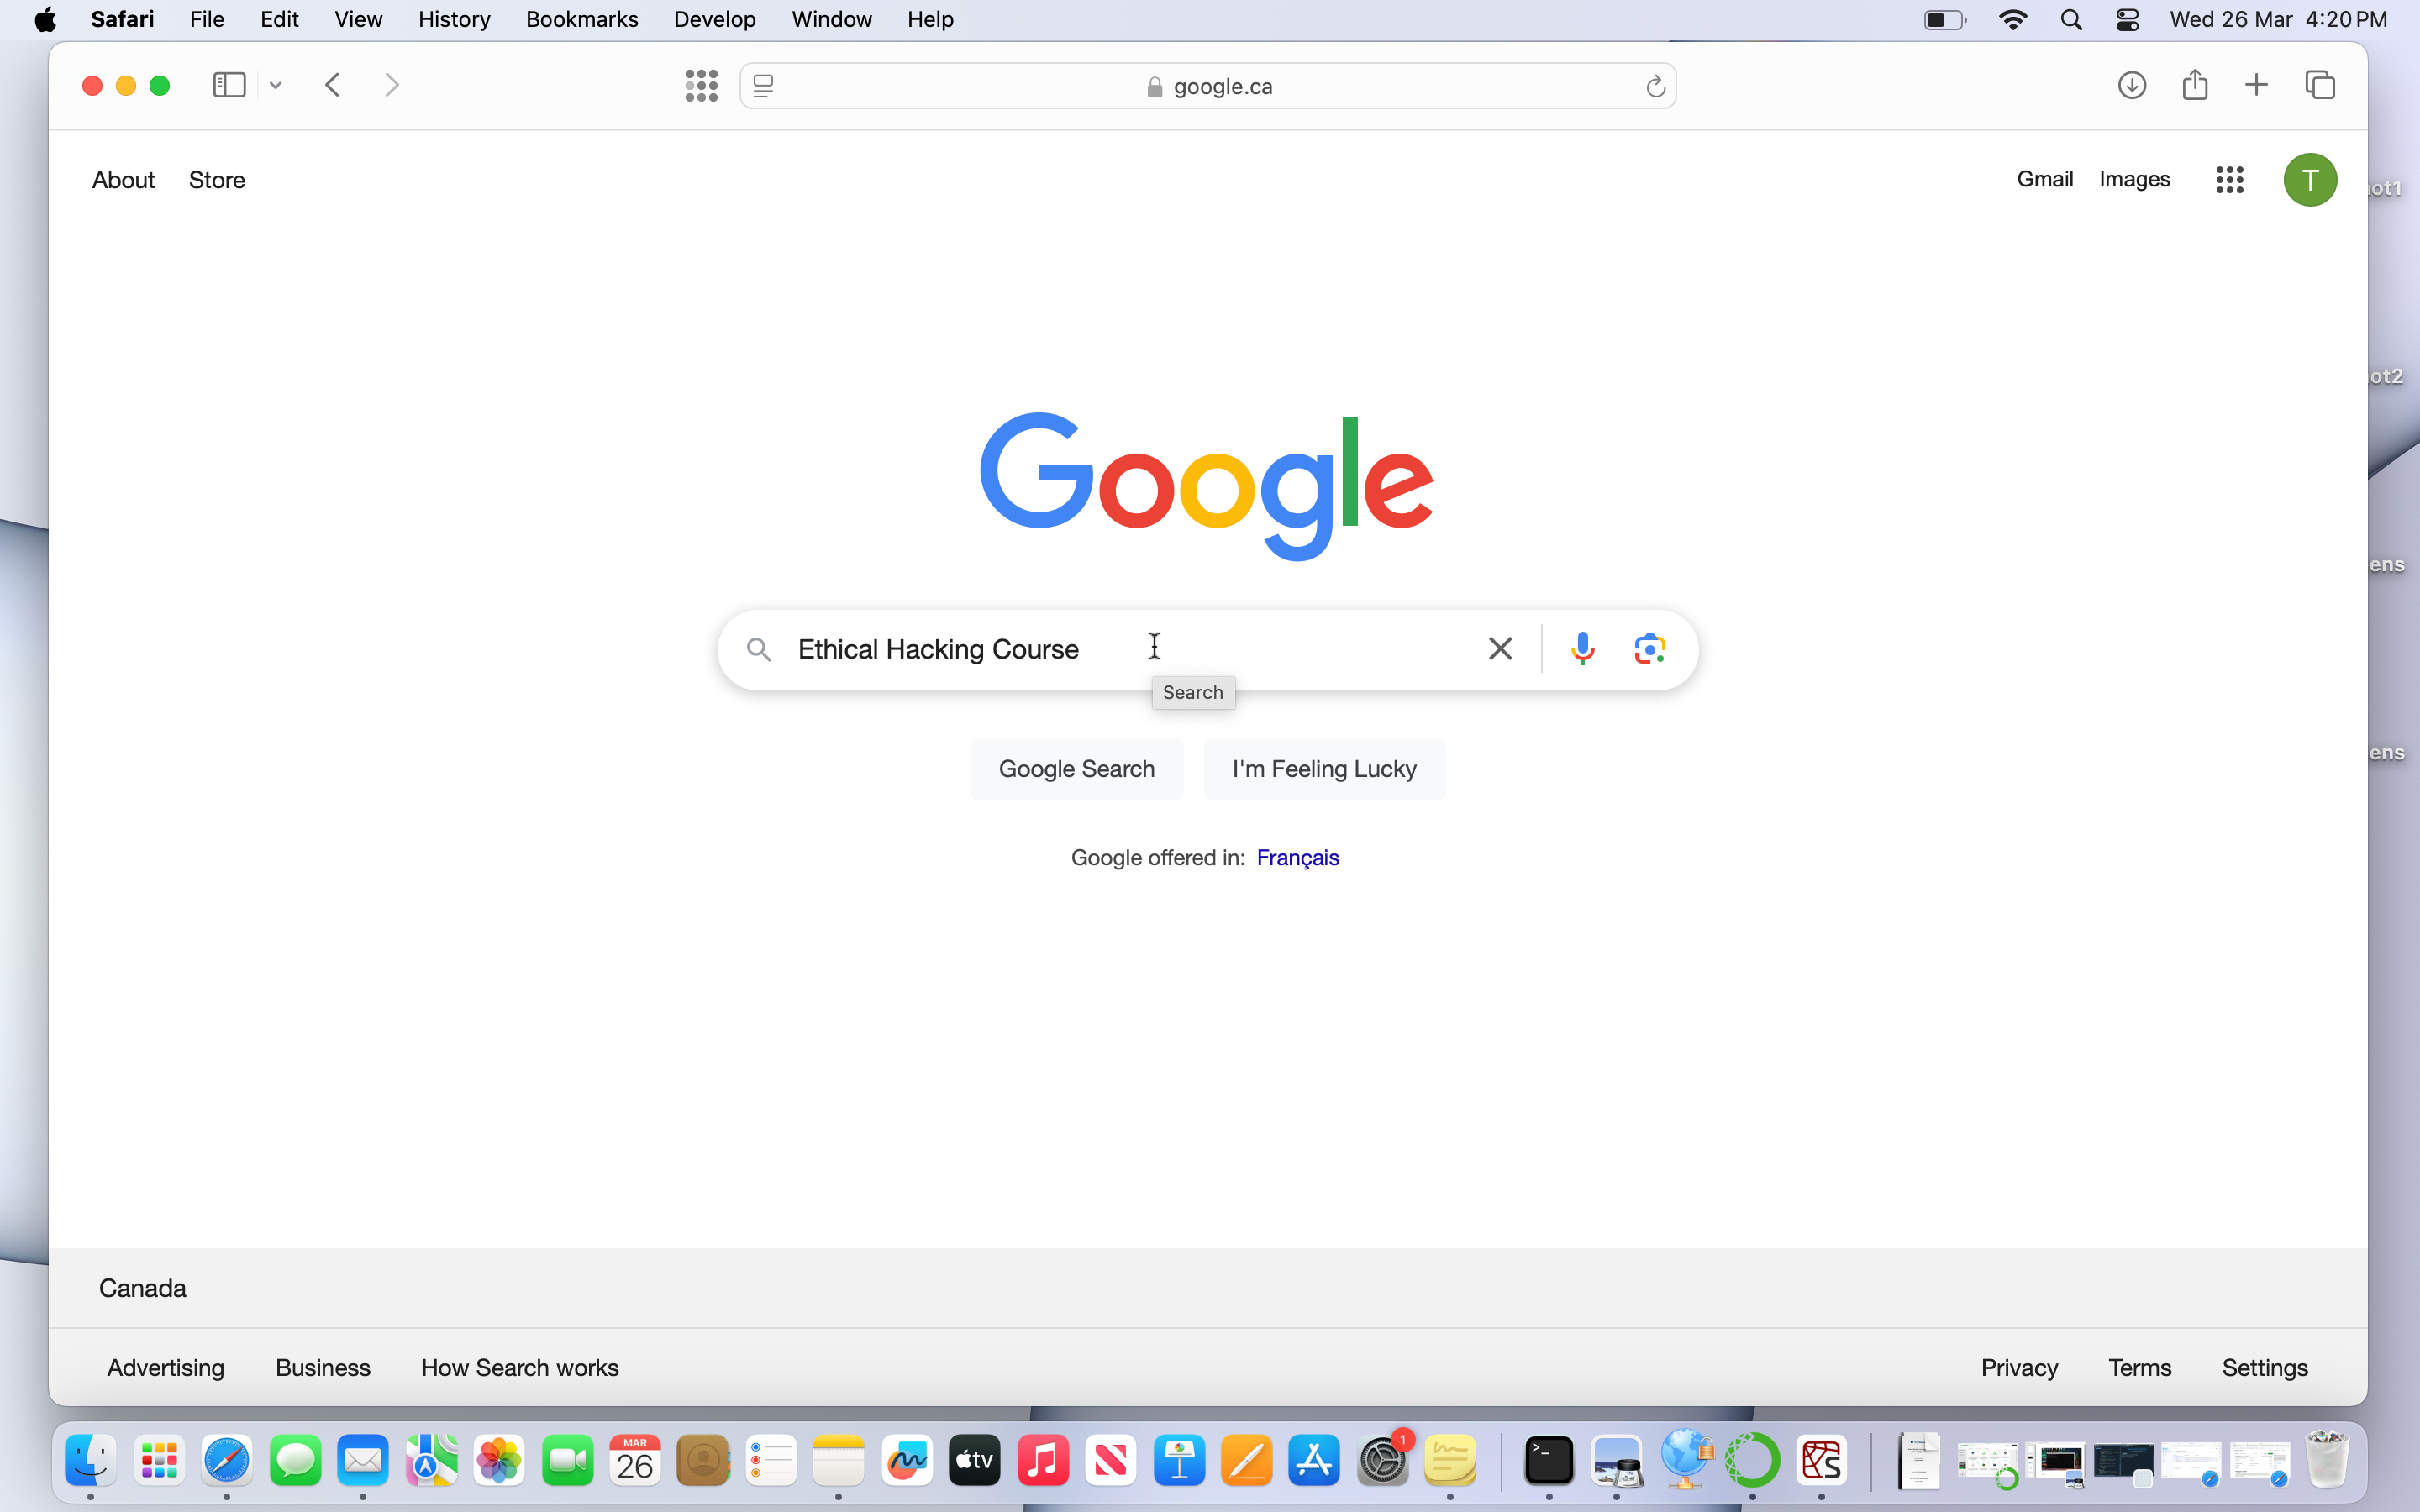 Safari File Edit View History Bookmarks Develop Window Help Wed 26 Mar 4:20 PM
google.ca
About Store Gmail Images T
ot1
ot2
Google
ens
Ethical Hacking Course
Search
ens
Google Search I'm Feeling Lucky
Google offered in: Français
Canada
Advertising Business How Search works Privacy Terms Settings
MAR 1
26 tv >_ S